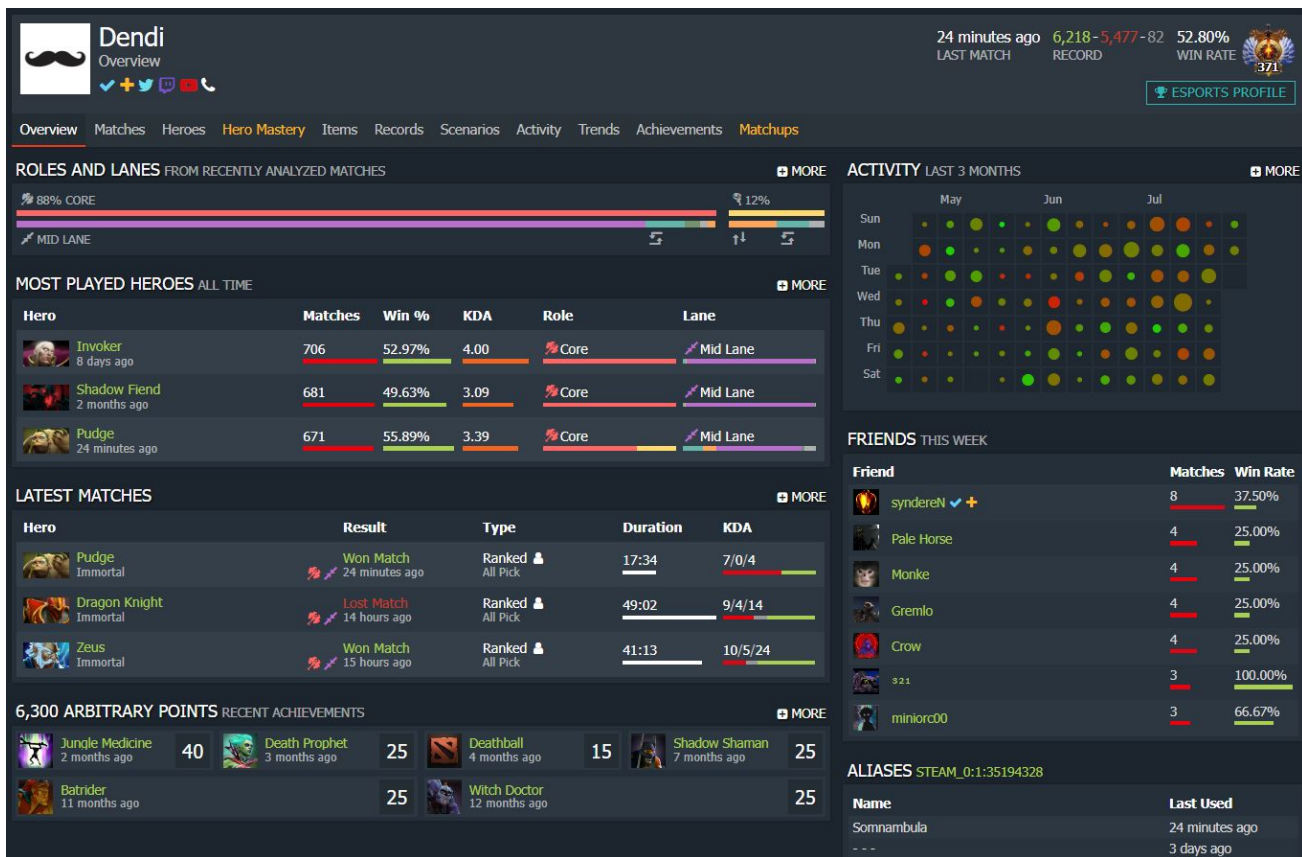 Dendi
Overview
24 minutes ago 6,218-5,477-82 52.80%
LAST MATCH RECORD WIN RATE
371
ESPORTS PROFILE
Overview Matches Heroes Hero Mastery Items Records Scenarios Activity Trends Achievements Matchups
ROLES AND LANES FROM RECENTLY ANALYZED MATCHES MORE
88% CORE 12%
MID LANE
MOST PLAYED HEROES ALL TIME MORE
Hero Matches Win % KDA Role Lane
Invoker 706 52.97% 4.00 Core Mid Lane
8 days ago
Shadow Fiend 681 49.63% 3.09 Core Mid Lane
2 months ago
Pudge 671 55.89% 3.39 Core Mid Lane
24 minutes ago
LATEST MATCHES MORE
Hero Result Type Duration KDA
Pudge Won Match Ranked 17:34 7/0/4
Immortal 24 minutes ago All Pick
Dragon Knight Lost Match Ranked 49:02 9/4/14
Immortal 14 hours ago All Pick
Zeus Won Match Ranked 41:13 10/5/24
Immortal 15 hours ago All Pick
6,300 ARBITRARY POINTS RECENT ACHIEVEMENTS MORE
Jungle Medicine 40 Death Prophet 25 Deathball 15 Shadow Shaman 25
2 months ago 3 months ago 4 months ago 7 months ago
Batrider 25 Witch Doctor 25
11 months ago 12 months ago
ACTIVITY LAST 3 MONTHS MORE
May Jun Jul
Sun
Mon
Tue
Wed
Thu
Fri
Sat
FRIENDS THIS WEEK
Friend Matches Win Rate
syndereN 8 37.50%
Pale Horse 4 25.00%
Monke 4 25.00%
Gremlo 4 25.00%
Crow 4 25.00%
³²¹ 3 100.00%
miniorc00 3 66.67%
ALIASES STEAM_0:1:35194328
Name Last Used
Somnambula 24 minutes ago
- - - 3 days ago